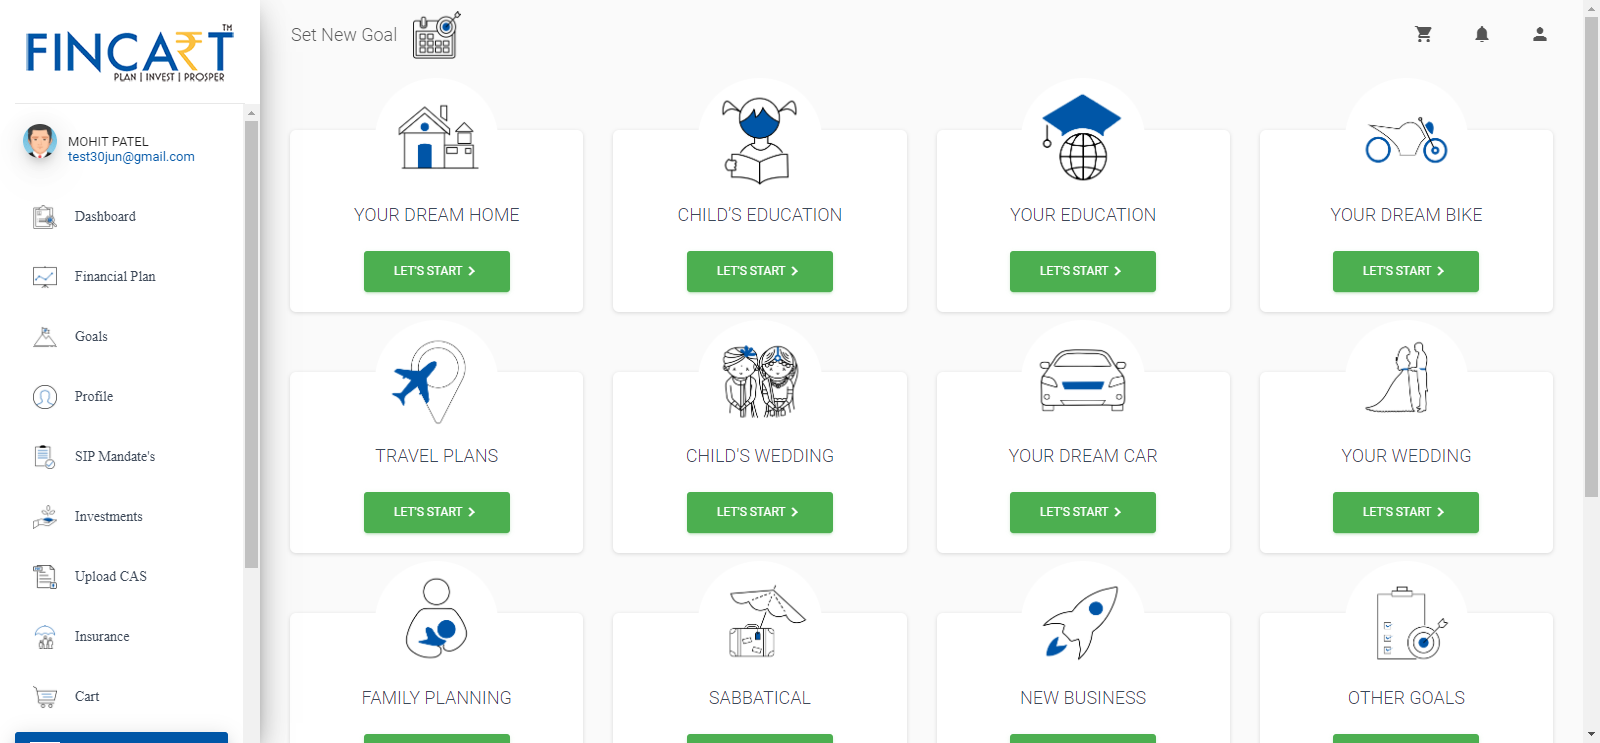 FINCART™
PLAN | INVEST | PROSPER
MOHIT PATEL
test30jun@gmail.com
Dashboard
Financial Plan
Goals
Profile
SIP Mandate's
Investments
Upload CAS
Insurance
Cart
Set New Goal
YOUR DREAM HOME
LET'S START
CHILD'S EDUCATION
LET'S START
YOUR EDUCATION
LET'S START
YOUR DREAM BIKE
LET'S START
TRAVEL PLANS
LET'S START
CHILD'S WEDDING
LET'S START
YOUR DREAM CAR
LET'S START
YOUR WEDDING
LET'S START
FAMILY PLANNING
SABBATICAL
NEW BUSINESS
OTHER GOALS